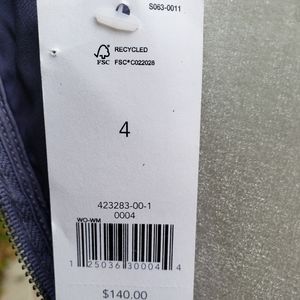 S063-0011
RECYCLED
FSC
FSC®C022028
4
423283-00-1
0004
WO-WM
1 25036 30004 4
$140.00